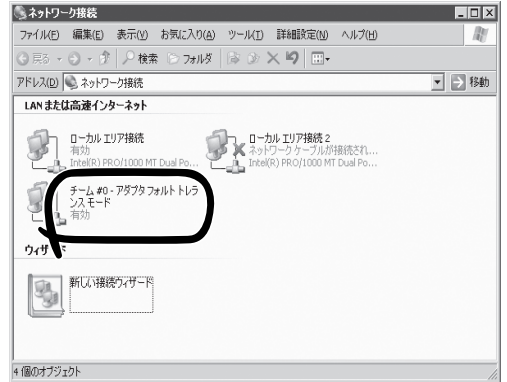 ネットワーク接続
ファイル(F) 編集(E) 表示(V) お気に入り(A) ツール(T) 詳細設定(N) ヘルプ(H)
戻る 検索 フォルダ
アドレス(D) ネットワーク接続 移動
LAN または高速インターネット
ローカル エリア接続
有効
Intel(R) PRO/1000 MT Dual Po...
ローカル エリア接続 2
ネットワーク ケーブルが接続され...
Intel(R) PRO/1000 MT Dual Po...
チーム #0 - アダプタ フォルト トレラ
ンス モード
有効
新しい接続ウィザード
4 個のオブジェクト